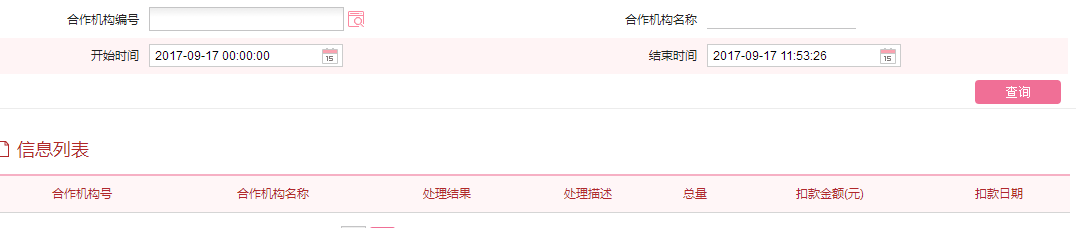 合作机构编号 合作机构名称
开始时间 2017-09-17 00:00:00 15 结束时间 2017-09-17 11:53:26 15
查询
信息列表
合作机构号 合作机构名称 处理结果 处理描述 总量 扣款金额(元) 扣款日期